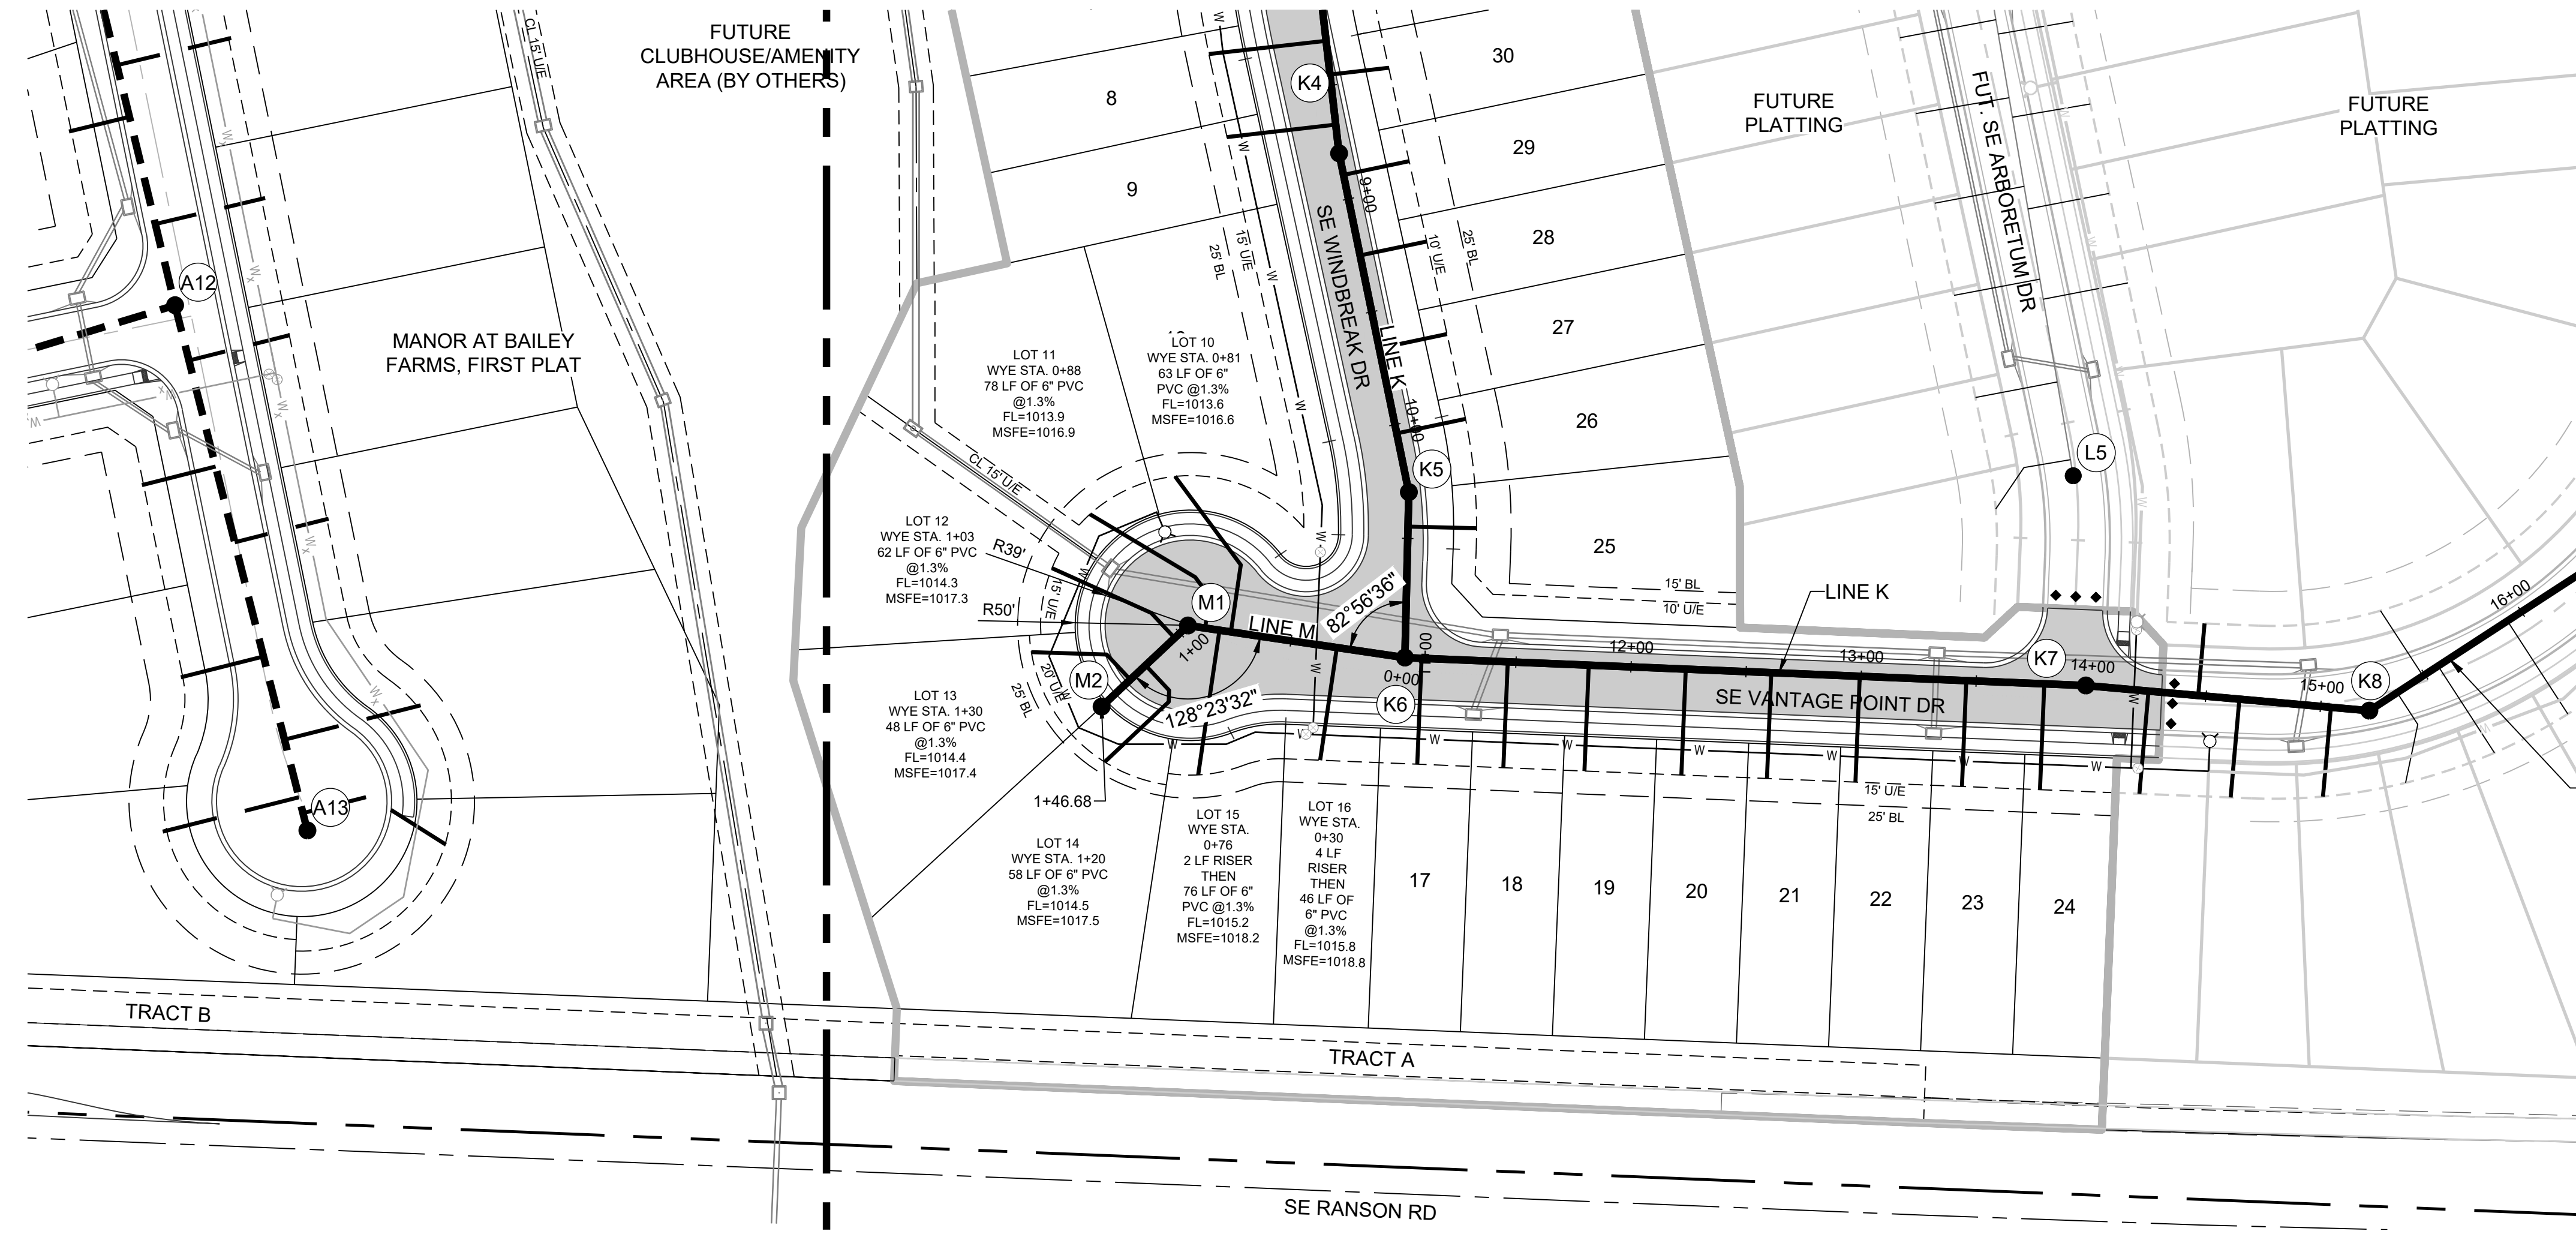 FUTURE
CLUBHOUSE/AMENITY
AREA (BY OTHERS)
CL 15' U/E
A12
MANOR AT BAILEY
FARMS, FIRST PLAT
A13
TRACT B
8
9
K4
9+00
SE WINDBREAK DR
LINE K
10+00
K5
15' U/E
25' BL
10' U/E
25' BL
30
29
28
27
26
25
FUTURE
PLATTING
FUT. SE ARBORETUM DR
FUTURE
PLATTING
L5
LOT 11
WYE STA. 0+88
78 LF OF 6" PVC
@1.3%
FL=1013.9
MSFE=1016.9
LOT 10
WYE STA. 0+81
63 LF OF 6"
PVC @1.3%
FL=1013.6
MSFE=1016.6
CL 15' U/E
LOT 12
WYE STA. 1+03
62 LF OF 6" PVC
@1.3%
FL=1014.3
MSFE=1017.3
R39'
R50'
15' U/E
M1
LINE M
82°56'36"
1+00
M2
20' U/E
25' BL
128°23'32"
0+00
K6
15' BL
10' U/E
LINE K
12+00
13+00
SE VANTAGE POINT DR
K7
14+00
15+00
K8
16+00
LOT 13
WYE STA. 1+30
48 LF OF 6" PVC
@1.3%
FL=1014.4
MSFE=1017.4
1+46.68
LOT 14
WYE STA. 1+20
58 LF OF 6" PVC
@1.3%
FL=1014.5
MSFE=1017.5
LOT 15
WYE STA.
0+76
2 LF RISER
THEN
76 LF OF 6"
PVC @1.3%
FL=1015.2
MSFE=1018.2
LOT 16
WYE STA.
0+30
4 LF
RISER
THEN
46 LF OF
6" PVC
@1.3%
FL=1015.8
MSFE=1018.8
17
18
19
20
21
22
23
24
15' U/E
25' BL
TRACT A
SE RANSON RD